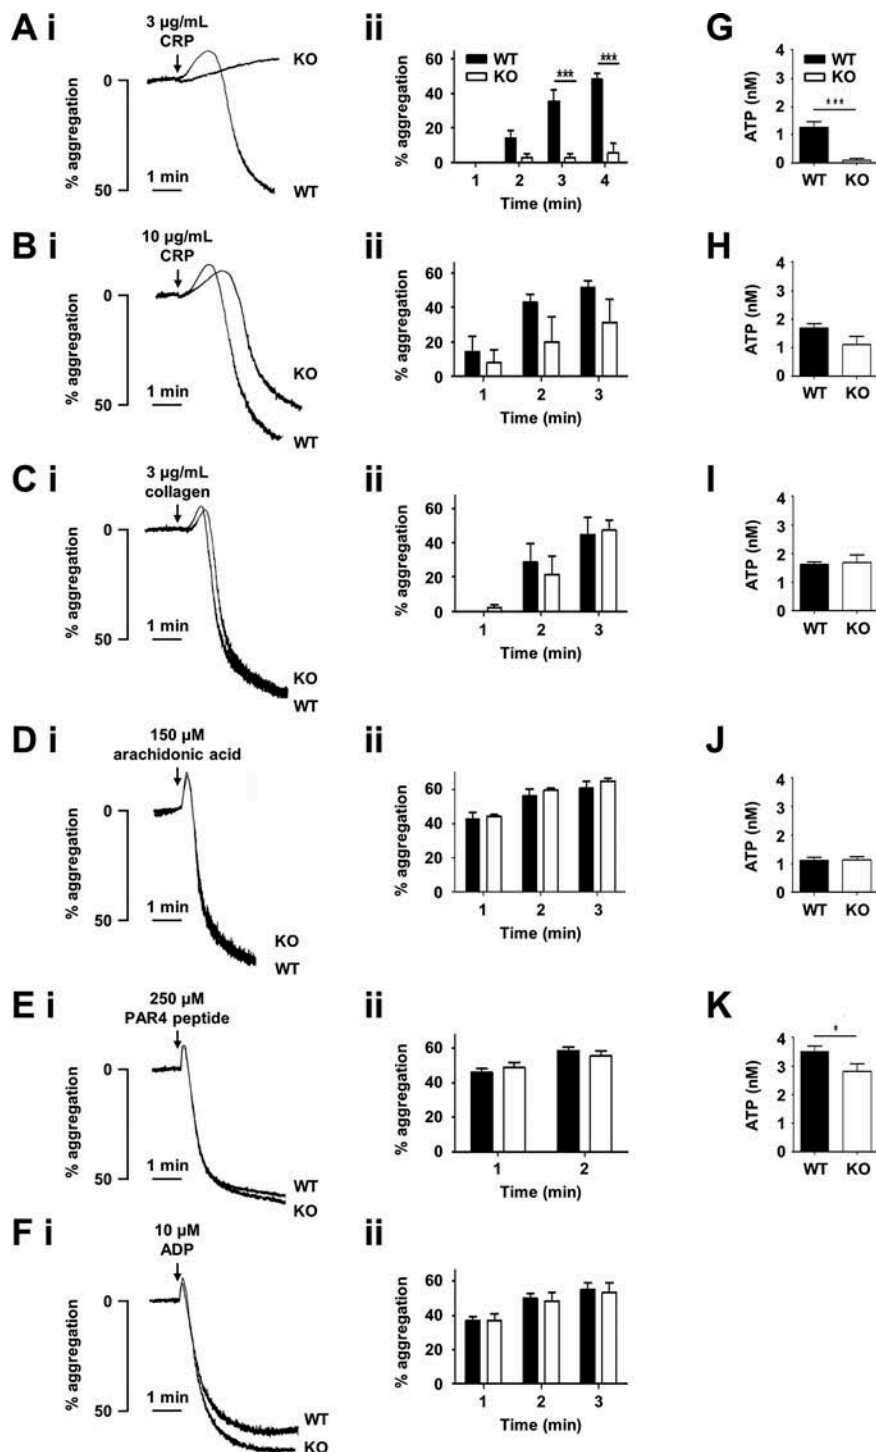 A i
3 µg/mL
CRP
0
KO
% aggregation
1 min
50
WT
ii
60
WT
KO
***
***
40
20
0
% aggregation
1 2 3 4
Time (min)
G
4
3
2
1
0
ATP (nM)
***
WT KO
B i
10 µg/mL
CRP
0
% aggregation
KO
1 min
50
WT
ii
60
40
20
0
% aggregation
1 2 3
Time (min)
H
4
3
2
1
0
ATP (nM)
WT KO
C i
3 µg/mL
collagen
0
% aggregation
1 min
50
KO
WT
ii
60
40
20
0
% aggregation
1 2 3
Time (min)
I
4
3
2
1
0
ATP (nM)
WT KO
D i
150 µM
arachidonic acid
0
% aggregation
1 min
50
KO
WT
ii
60
40
20
0
% aggregation
1 2 3
Time (min)
J
4
3
2
1
0
ATP (nM)
WT KO
E i
250 µM
PAR4 peptide
0
% aggregation
1 min
50
WT
KO
ii
60
40
20
0
% aggregation
1 2
Time (min)
K
4
3
2
1
0
ATP (nM)
*
WT KO
F i
10 µM
ADP
0
% aggregation
1 min
50
WT
KO
ii
60
40
20
0
% aggregation
1 2 3
Time (min)